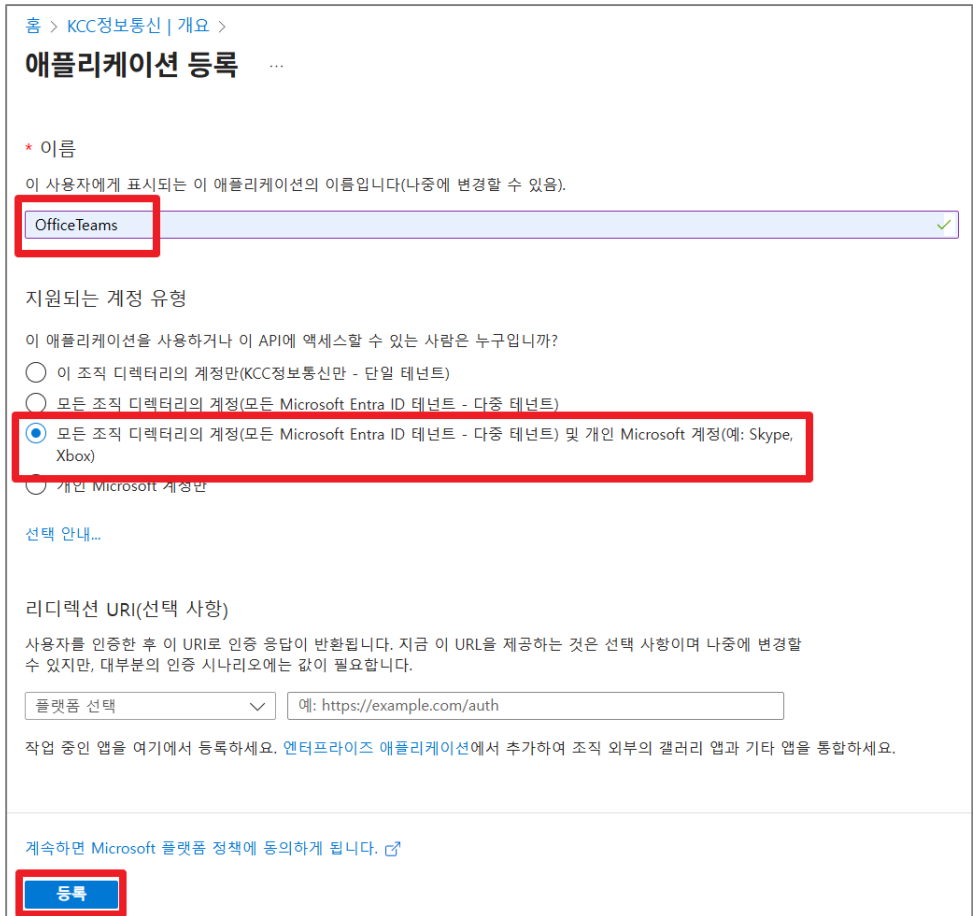 홈 > KCC정보통신 | 개요 >
애플리케이션 등록 ...
* 이름
이 사용자에게 표시되는 이 애플리케이션의 이름입니다(나중에 변경할 수 있음).
OfficeTeams
지원되는 계정 유형
이 애플리케이션을 사용하거나 이 API에 액세스할 수 있는 사람은 누구입니까?
이 조직 디렉터리의 계정만(KCC정보통신만 - 단일 테넌트)
모든 조직 디렉터리의 계정(모든 Microsoft Entra ID 테넌트 - 다중 테넌트)
모든 조직 디렉터리의 계정(모든 Microsoft Entra ID 테넌트 - 다중 테넌트) 및 개인 Microsoft 계정(예: Skype,
Xbox)
개인 Microsoft 계정만
선택 안내...
리디렉션 URI(선택 사항)
사용자를 인증한 후 이 URI로 인증 응답이 반환됩니다. 지금 이 URL을 제공하는 것은 선택 사항이며 나중에 변경할
수 있지만, 대부분의 인증 시나리오에는 값이 필요합니다.
플랫폼 선택
예: https://example.com/auth
작업 중인 앱을 여기에서 등록하세요. 엔터프라이즈 애플리케이션에서 추가하여 조직 외부의 갤러리 앱과 기타 앱을 통합하세요.
계속하면 Microsoft 플랫폼 정책에 동의하게 됩니다.
등록